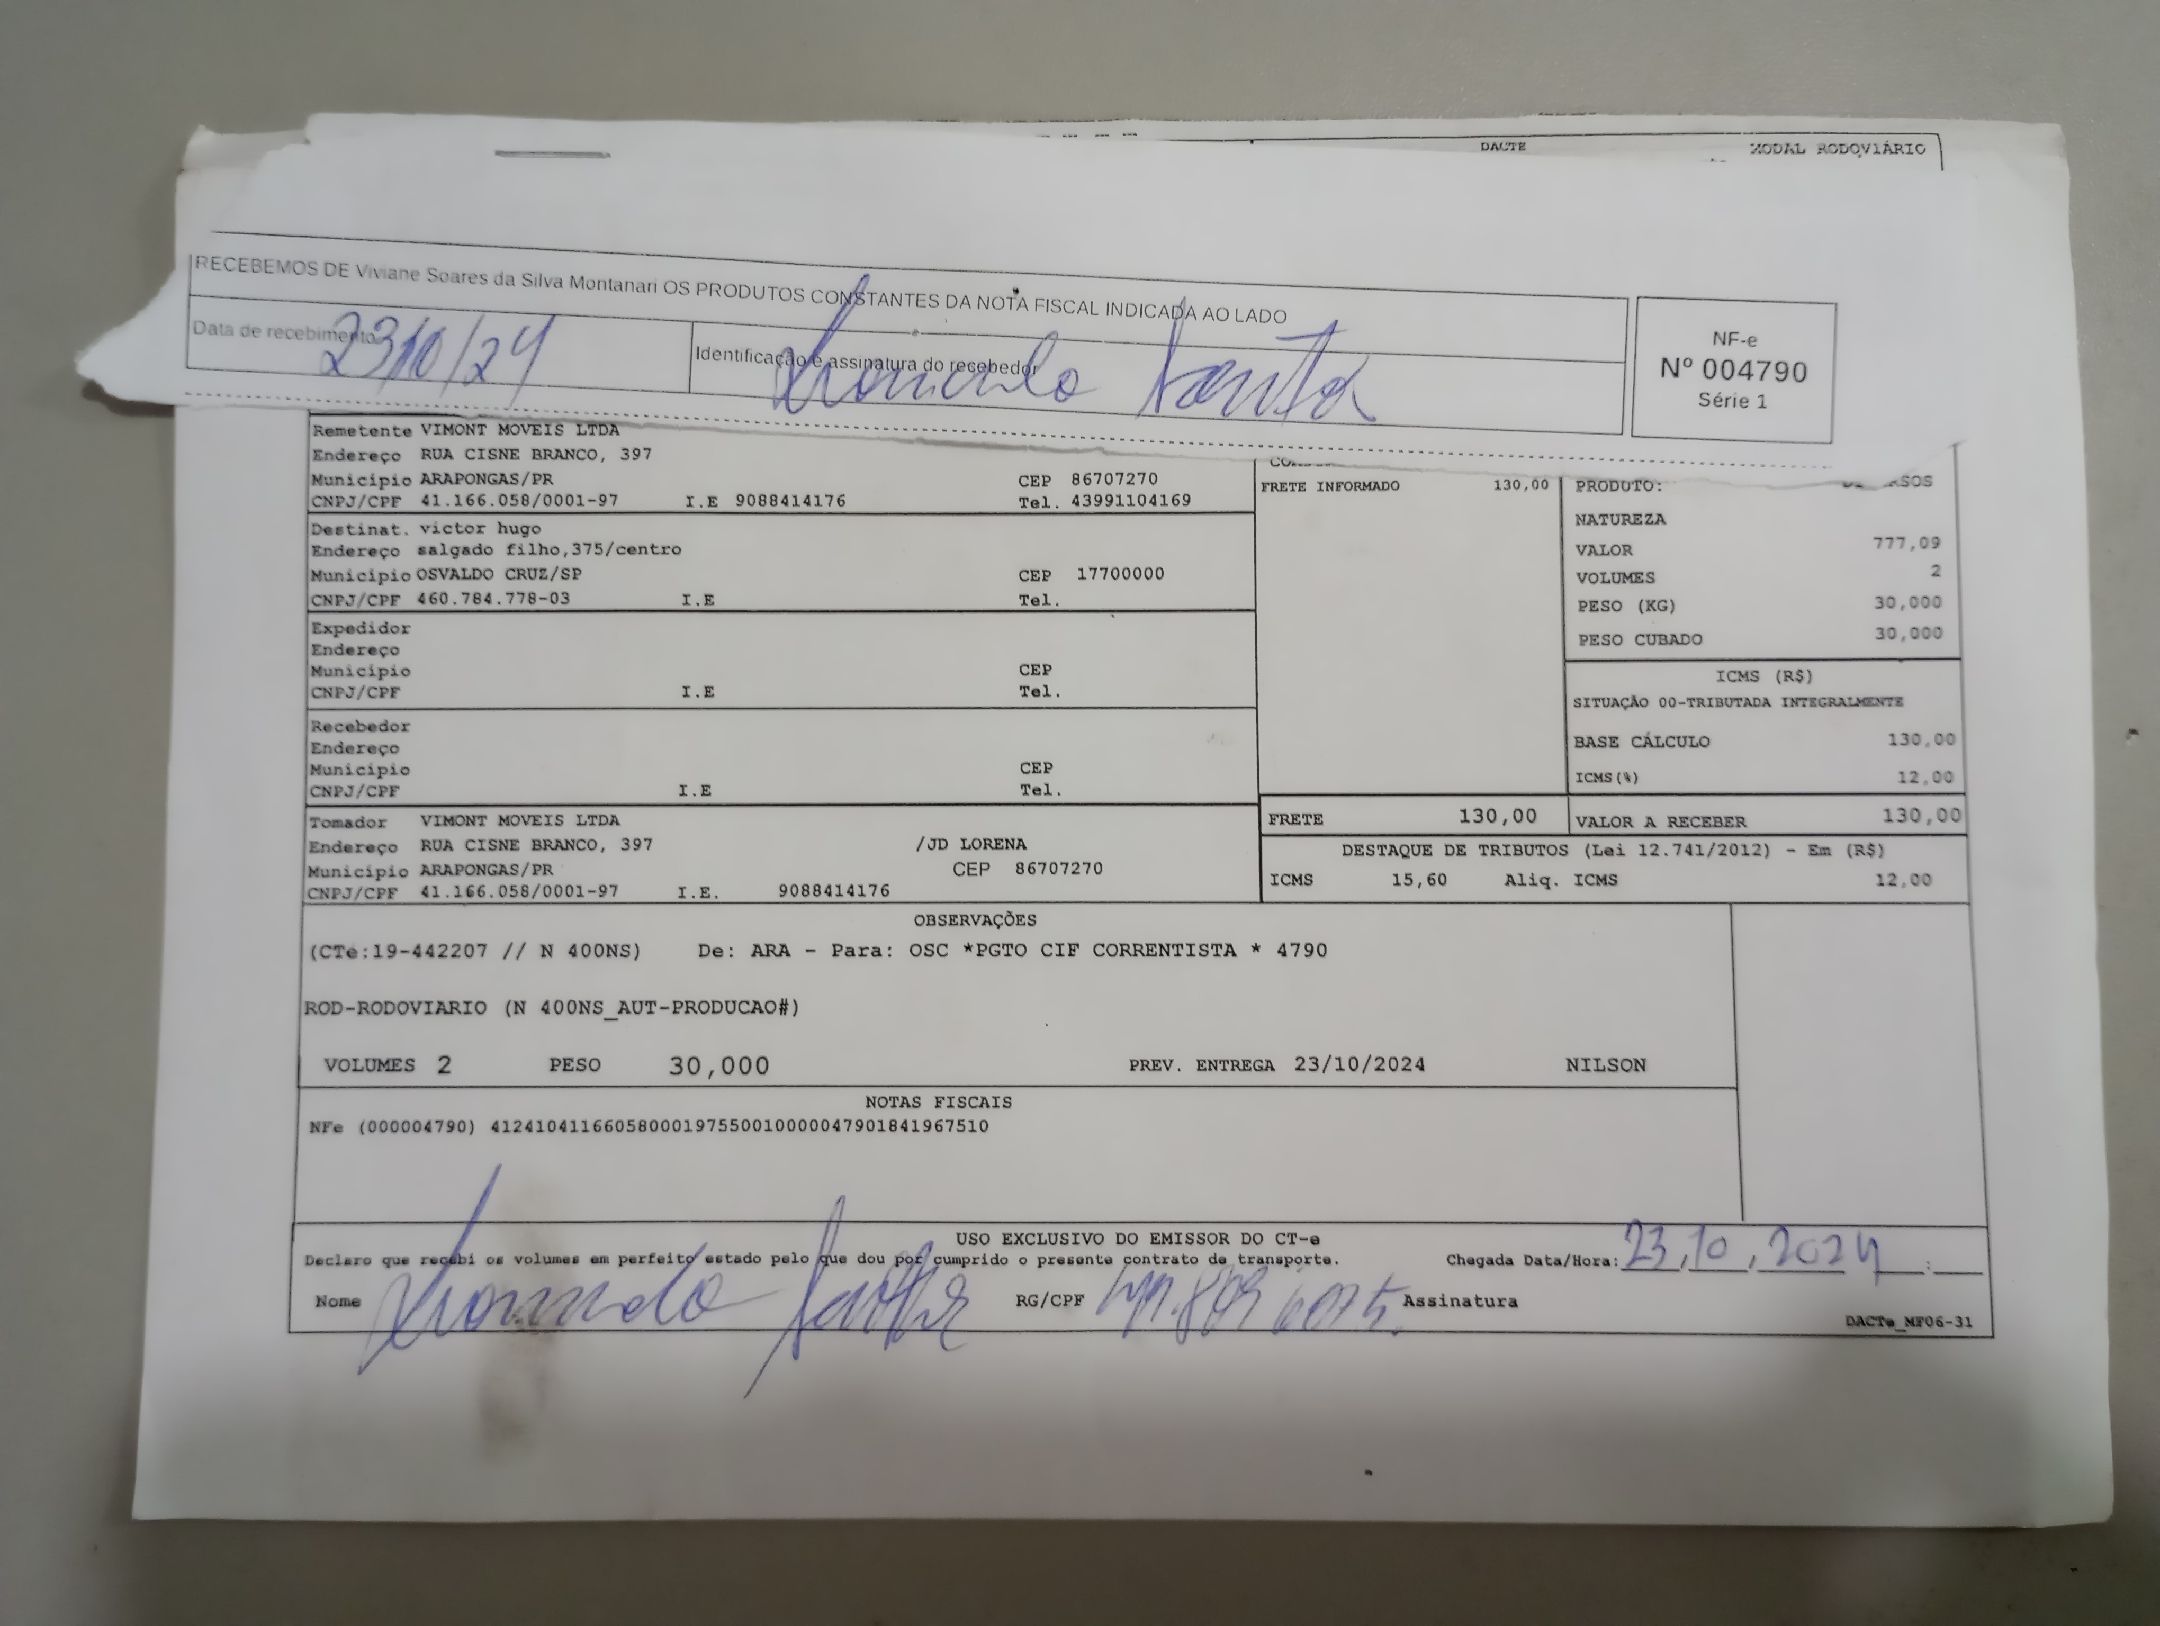 DACTE MODAL RODOVIÁRIO
RECEBEMOS DE Viviane Soares da Silva Montanari OS PRODUTOS CONSTANTES DA NOTA FISCAL INDICADA AO LADO
Data de recebimento 23/10/24
Identificação e assinatura do recebedor
NF-e
Nº 004790
Série 1
Remetente VIMONT MOVEIS LTDA
Endereço RUA CISNE BRANCO, 397
Município ARAPONGAS/PR CEP 86707270
CNPJ/CPF 41.166.058/0001-97 I.E 9088414176 Tel. 43991104169
Destinat. victor hugo
Endereço salgado filho,375/centro
Município OSVALDO CRUZ/SP CEP 17700000
CNPJ/CPF 460.784.778-03 I.E Tel.
Expedidor
Endereço
Município CEP
CNPJ/CPF I.E Tel.
Recebedor
Endereço
Município CEP
CNPJ/CPF I.E Tel.
Tomador VIMONT MOVEIS LTDA
Endereço RUA CISNE BRANCO, 397 /JD LORENA
Município ARAPONGAS/PR CEP 86707270
CNPJ/CPF 41.166.058/0001-97 I.E. 9088414176
FRETE INFORMADO 130,00
PRODUTO:
NATUREZA
VALOR 777,09
VOLUMES 2
PESO (KG) 30,000
PESO CUBADO 30,000
ICMS (R$)
SITUAÇÃO 00-TRIBUTADA INTEGRALMENTE
BASE CÁLCULO 130,00
ICMS(%) 12,00
FRETE 130,00 VALOR A RECEBER 130,00
DESTAQUE DE TRIBUTOS (Lei 12.741/2012) - Em (R$)
ICMS 15,60 Aliq. ICMS 12,00
OBSERVAÇÕES
(CTe:19-442207 // N 400NS) De: ARA - Para: OSC *PGTO CIF CORRENTISTA * 4790
ROD-RODOVIARIO (N 400NS_AUT-PRODUCAO#)
VOLUMES 2 PESO 30,000 PREV. ENTREGA 23/10/2024 NILSON
NOTAS FISCAIS
NFe (000004790) 41241041166058000197550010000047901841967510
USO EXCLUSIVO DO EMISSOR DO CT-e
Declaro que recebi os volumes em perfeito estado pelo que dou por cumprido o presente contrato de transporte. Chegada Data/Hora: 23,10,2024 :
Nome RG/CPF Assinatura
DACTe_MF06-31